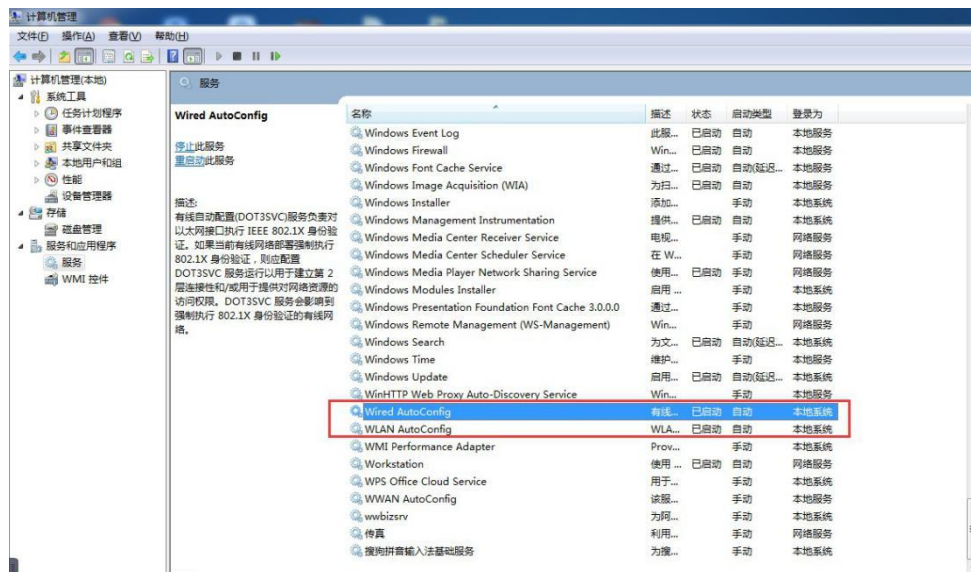 计算机管理
文件(F) 操作(A) 查看(V) 帮助(H)
计算机管理(本地)
系统工具
任务计划程序
事件查看器
共享文件夹
本地用户和组
性能
设备管理器
存储
磁盘管理
服务和应用程序
服务
WMI 控件
服务
Wired AutoConfig
停止此服务
重启动此服务
描述:
有线自动配置(DOT3SVC)服务负责对
以太网接口执行 IEEE 802.1X 身份验
证。如果当前有线网络部署强制执行
802.1X 身份验证，则应配置
DOT3SVC 服务运行以用于建立第 2
层连接性和/或用于提供对网络资源的
访问权限。DOT3SVC 服务会影响到
强制执行 802.1X 身份验证的有线网
络。
名称 描述 状态 启动类型 登录为
Windows Event Log 此服... 已启动 自动 本地服务
Windows Firewall Win... 已启动 自动 本地服务
Windows Font Cache Service 通过... 已启动 自动(延迟... 本地服务
Windows Image Acquisition (WIA) 为扫... 已启动 自动 本地服务
Windows Installer 添加... 手动 本地系统
Windows Management Instrumentation 提供... 已启动 自动 本地系统
Windows Media Center Receiver Service 电视... 手动 网络服务
Windows Media Center Scheduler Service 在 W... 手动 网络服务
Windows Media Player Network Sharing Service 使用... 已启动 手动 网络服务
Windows Modules Installer 启用 ... 手动 本地系统
Windows Presentation Foundation Font Cache 3.0.0.0 通过... 手动 本地服务
Windows Remote Management (WS-Management) Win... 手动 网络服务
Windows Search 为文... 已启动 自动(延迟... 本地系统
Windows Time 维护... 手动 本地服务
Windows Update 启用... 已启动 自动(延迟... 本地系统
WinHTTP Web Proxy Auto-Discovery Service Win... 手动 本地服务
Wired AutoConfig 有线... 已启动 自动 本地系统
WLAN AutoConfig WLA... 已启动 自动 本地系统
WMI Performance Adapter Prov... 手动 本地系统
Workstation 使用 ... 已启动 自动 网络服务
WPS Office Cloud Service 用于... 手动 本地系统
WWAN AutoConfig 该服... 手动 本地服务
wwbizsrv 为阿... 手动 本地系统
传真 利用... 手动 网络服务
搜狗拼音输入法基础服务 为搜... 手动 本地系统